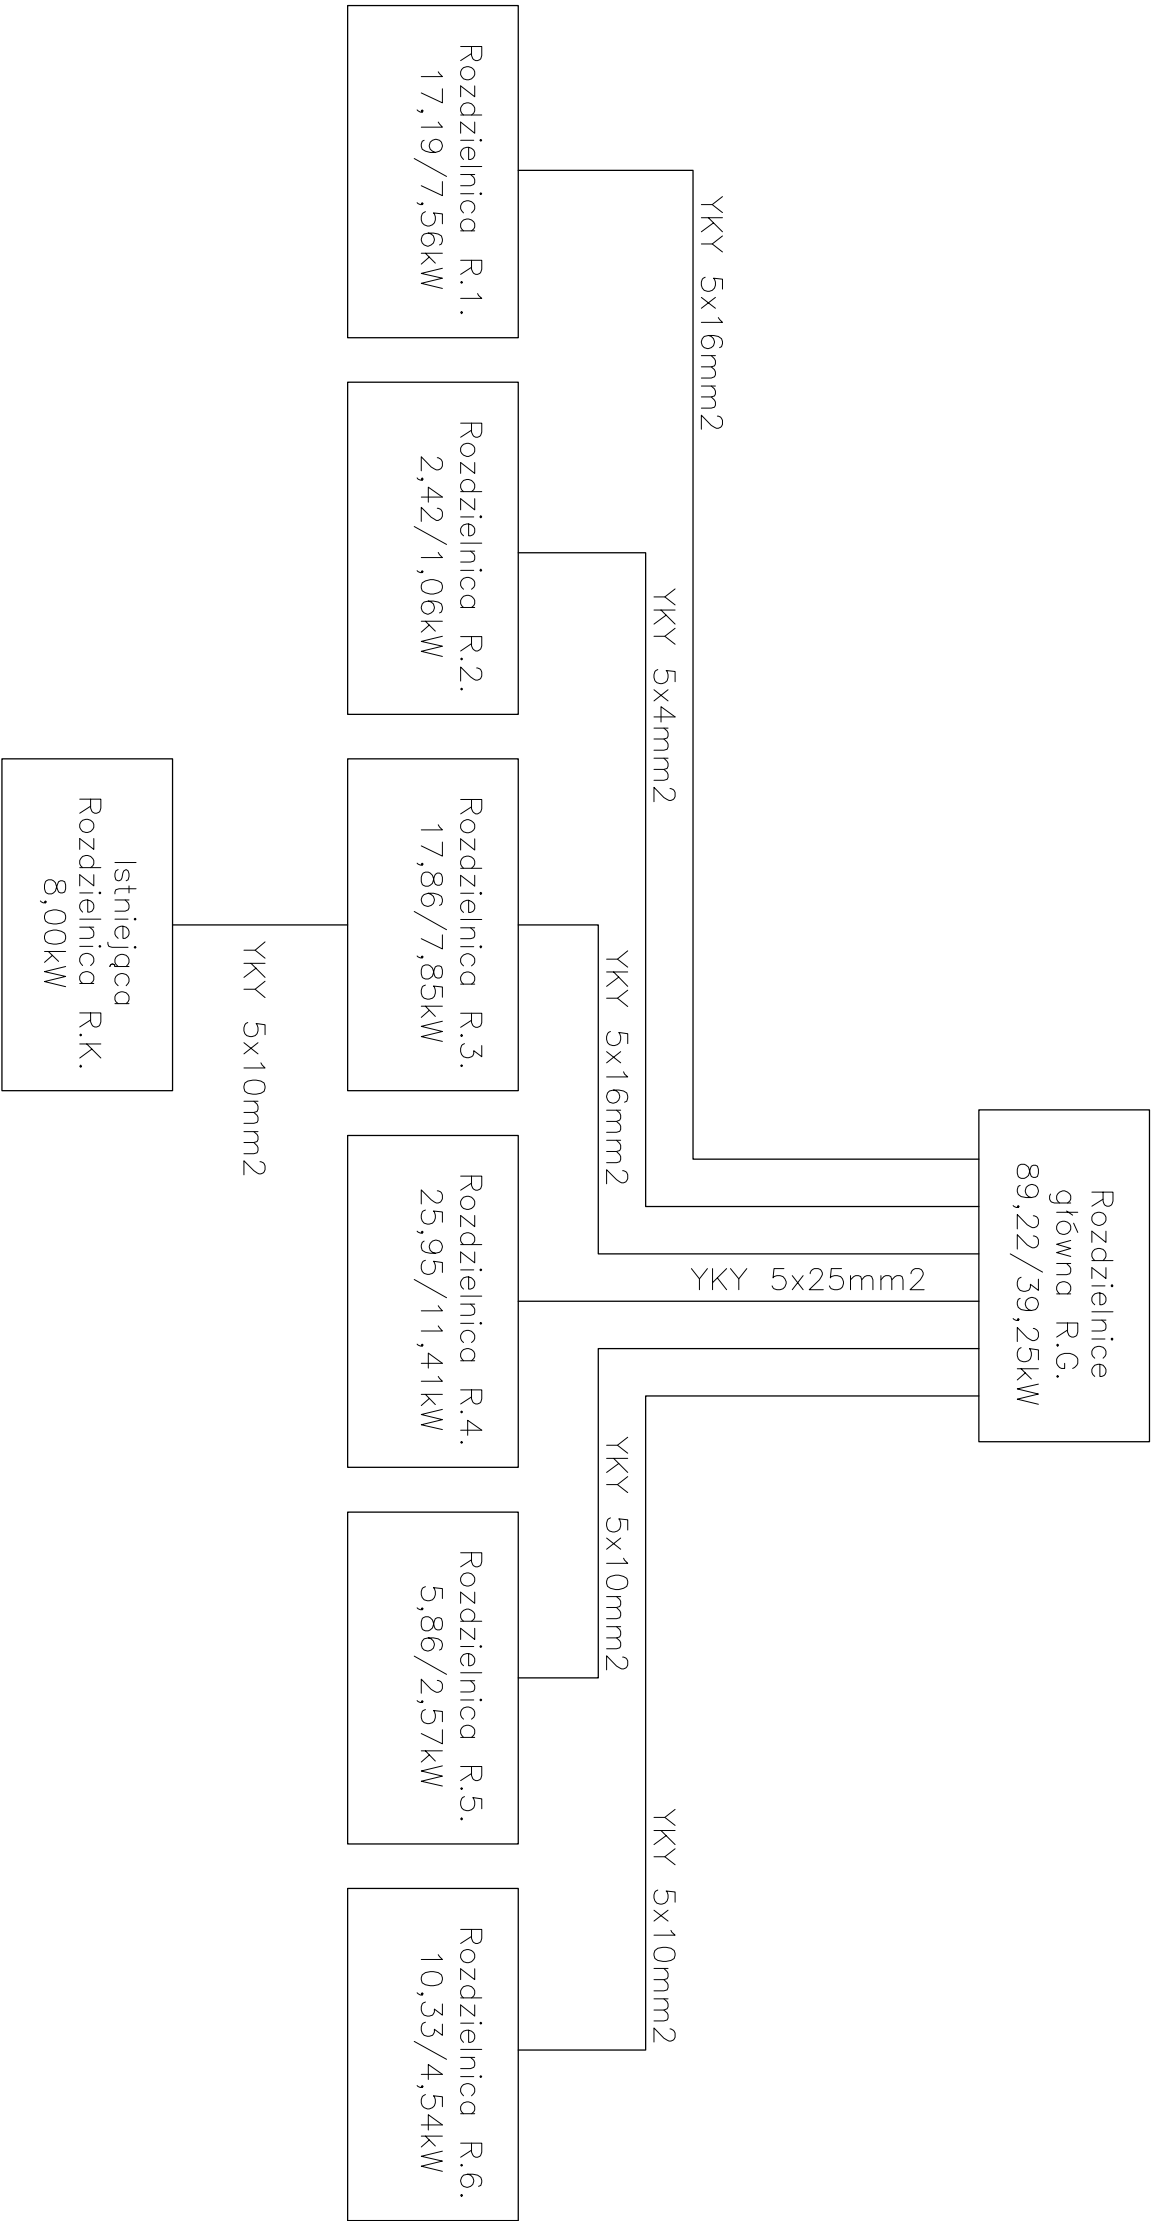 Rozdzielnice
główna R.G.
89,22/39,25kW
YKY 5x16mm2
YKY 5x4mm2
YKY 5x16mm2
YKY 5x25mm2
YKY 5x10mm2
YKY 5x10mm2
Rozdzielnica R.1.
17,19/7,56kW
Rozdzielnica R.2.
2,42/1,06kW
Rozdzielnica R.3.
17,86/7,85kW
Rozdzielnica R.4.
25,95/11,41kW
Rozdzielnica R.5.
5,86/2,57kW
Rozdzielnica R.6.
10,33/4,54kW
YKY 5x10mm2
Istniejąca
Rozdzielnica R.K.
8,00kW